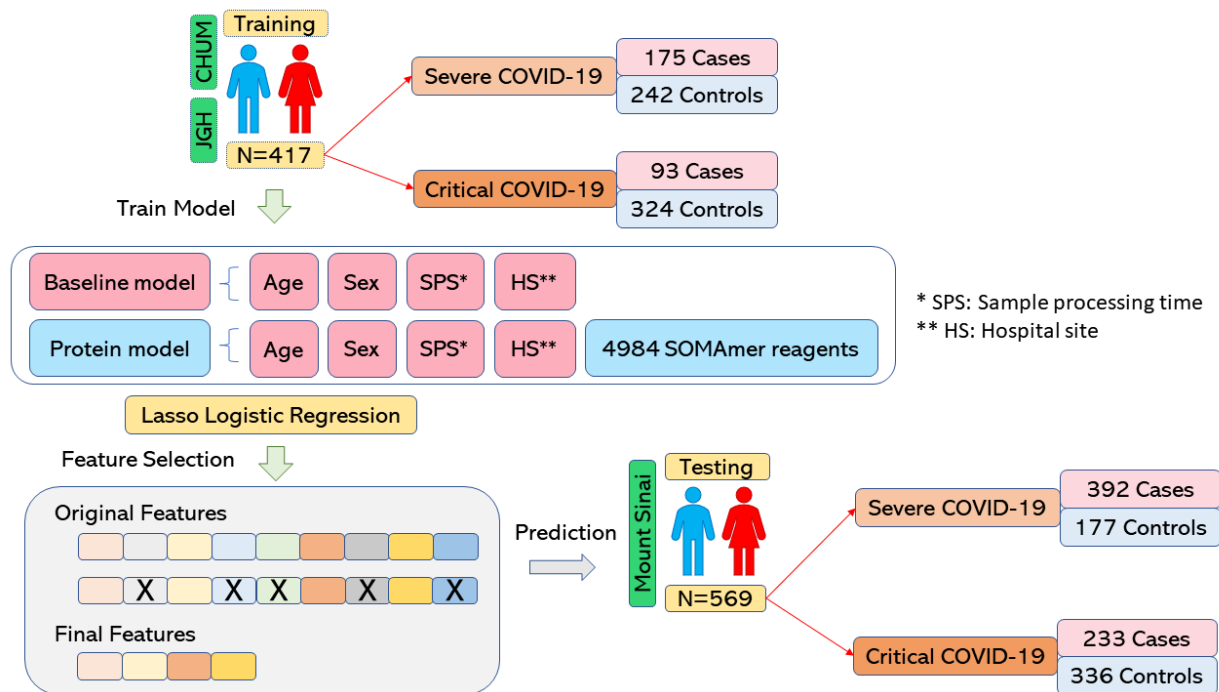 CHUM
JGH
Training
N=417
Severe COVID-19
175 Cases
242 Controls
Critical COVID-19
93 Cases
324 Controls
Train Model
Baseline model
Age
Sex
SPS*
HS**
Protein model
Age
Sex
SPS*
HS**
4984 SOMAmer reagents
* SPS: Sample processing time
** HS: Hospital site
Lasso Logistic Regression
Feature Selection
Original Features
X X X X X
Final Features
Prediction
Mount Sinai
Testing
N=569
Severe COVID-19
392 Cases
177 Controls
Critical COVID-19
233 Cases
336 Controls